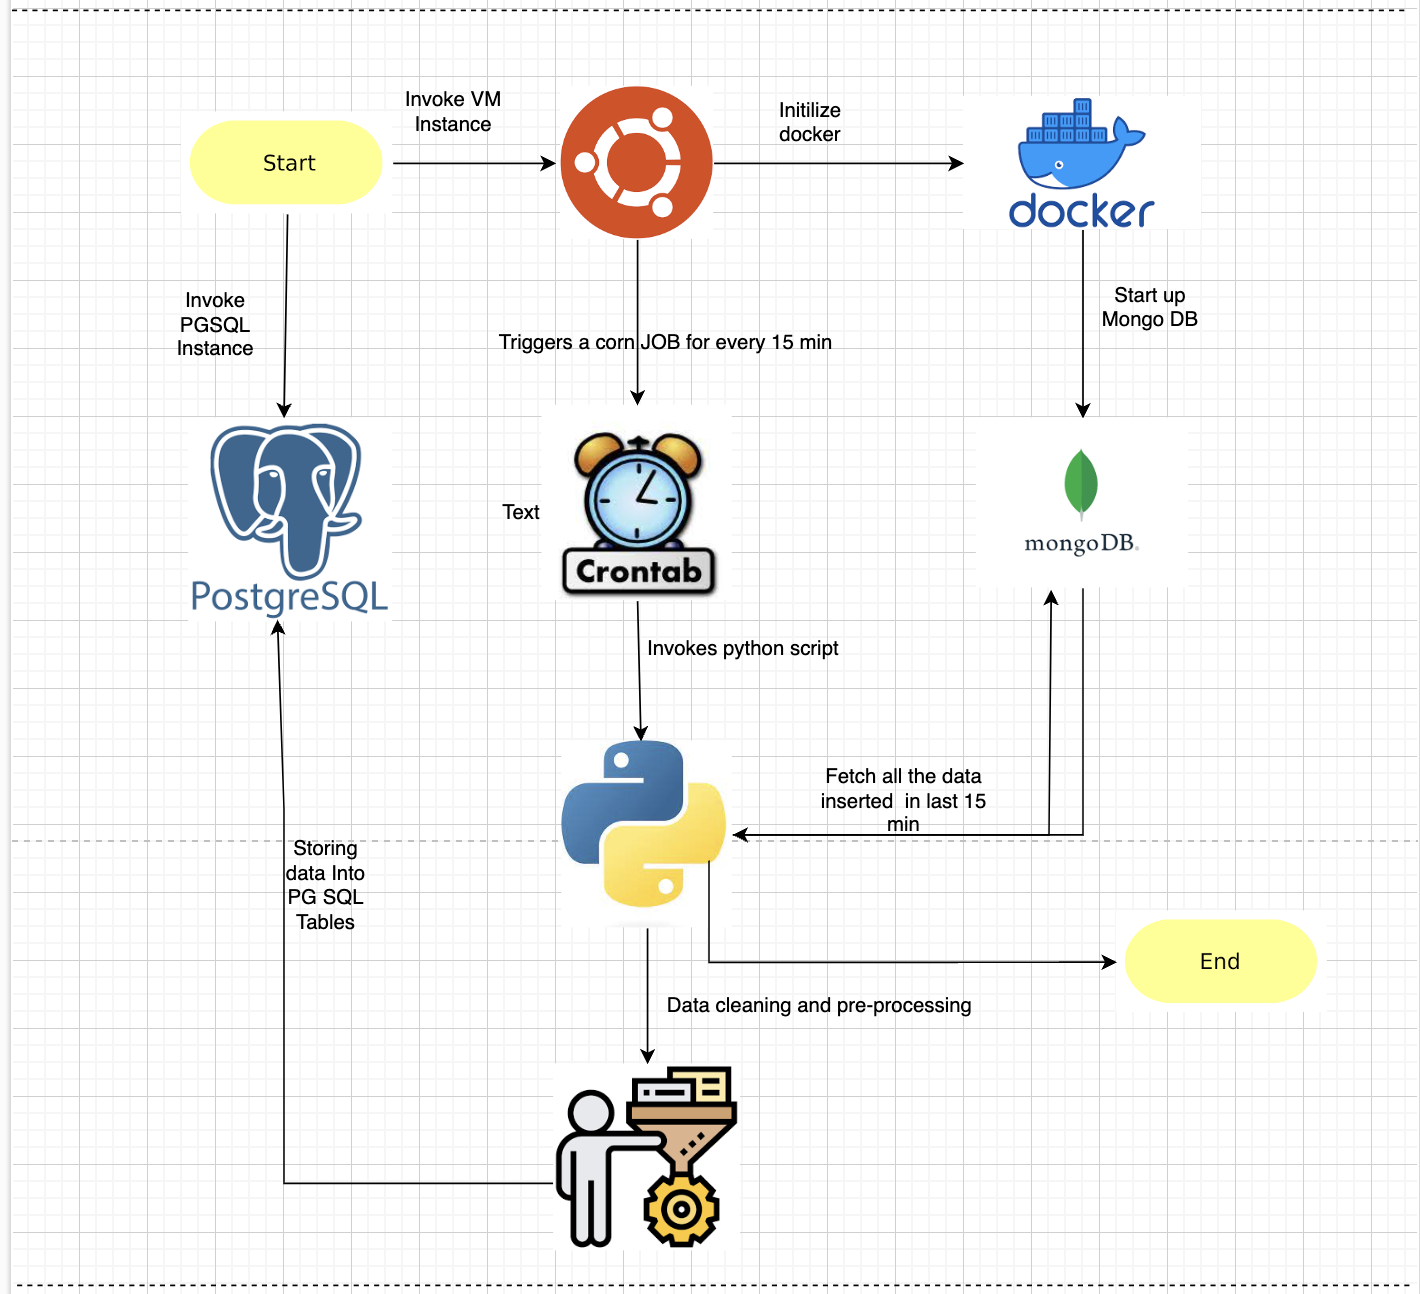 Invoke VM
Instance
Initilize
docker
Start
docker
Invoke
PGSQL
Instance
Start up
Mongo DB
Triggers a corn JOB for every 15 min
PostgreSQL
Text
Crontab
mongoDB.
Invokes python script
Fetch all the data
inserted  in last 15
min
Storing
data Into
PG SQL
Tables
End
Data cleaning and pre-processing